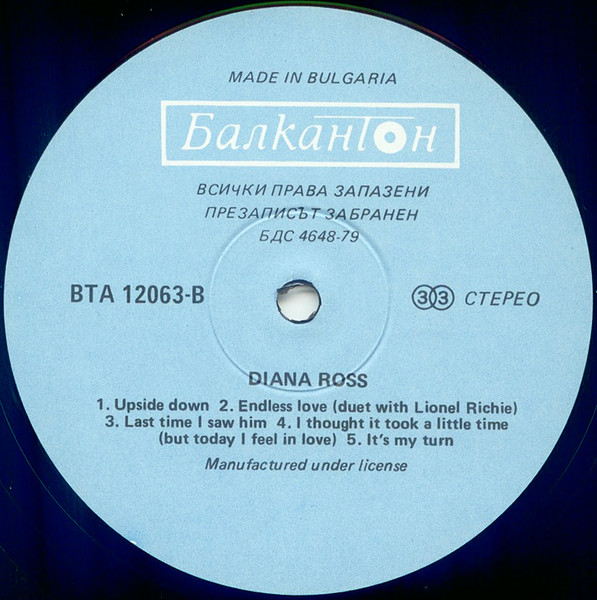 MADE IN BULGARIA
Балкантон
ВСИЧКИ ПРАВА ЗАПАЗЕНИ
ПРЕЗАПИСЪТ ЗАБРАНЕН
БДС 4648-79
ВТА 12063-В
33 СТЕРЕО
DIANA ROSS
1. Upside down 2. Endless love (duet with Lionel Richie)
3. Last time I saw him 4. I thought it took a little time
(but today I feel in love) 5. It's my turn
Manufactured under license